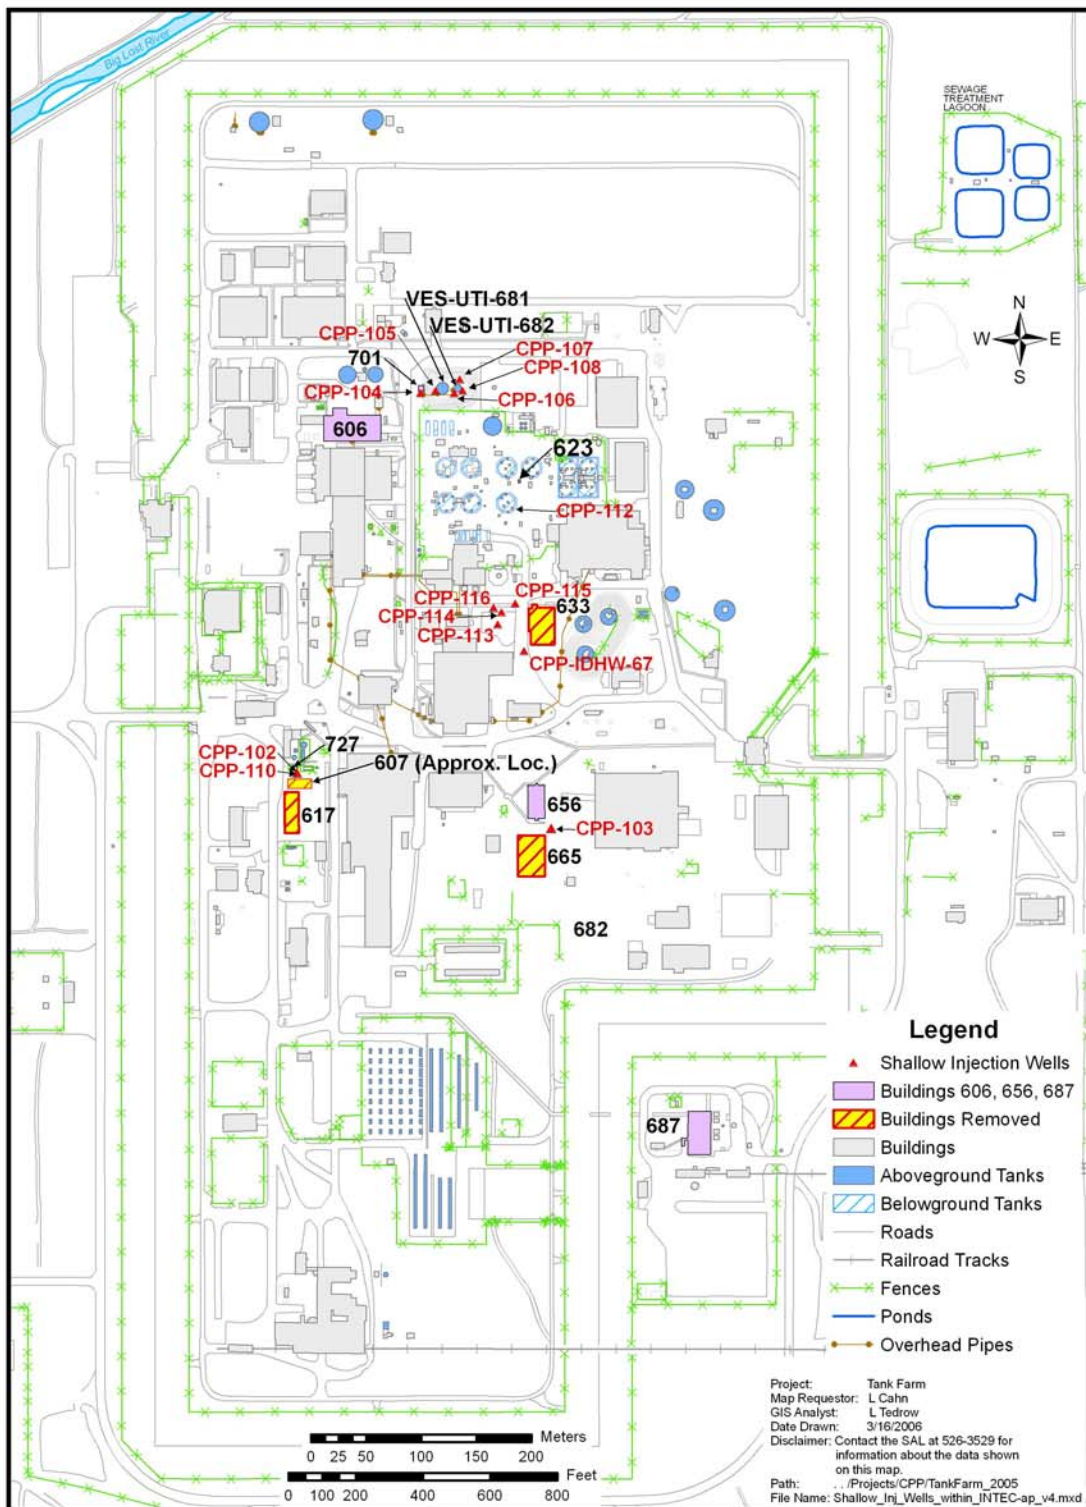 Big Lost River
SEWAGE
TREATMENT
LAGOON
N
W E
S
VES-UTI-681
VES-UTI-682
CPP-105
CPP-107
701
CPP-108
CPP-104
CPP-106
606
623
CPP-112
CPP-115
CPP-116
633
CPP-114
CPP-113
CPP-IDHW-67
CPP-102
727
CPP-110
607 (Approx. Loc.)
617
656
CPP-103
665
682
687
Legend
Shallow Injection Wells
Buildings 606, 656, 687
Buildings Removed
Buildings
Aboveground Tanks
Belowground Tanks
Roads
Railroad Tracks
Fences
Ponds
Overhead Pipes
Meters
0 25 50 100 150 200
Feet
0 100 200 400 600 800
Project: Tank Farm
Map Requestor: L Cahn
GIS Analyst: L Tedrow
Date Drawn: 3/16/2006
Disclaimer: Contact the SAL at 526-3529 for
information about the data shown
on this map.
Path: . . /Projects/CPP/TankFarm_2005
File Name: Shallow_Inj_Wells_within_INTEC-ap_v4.mxd